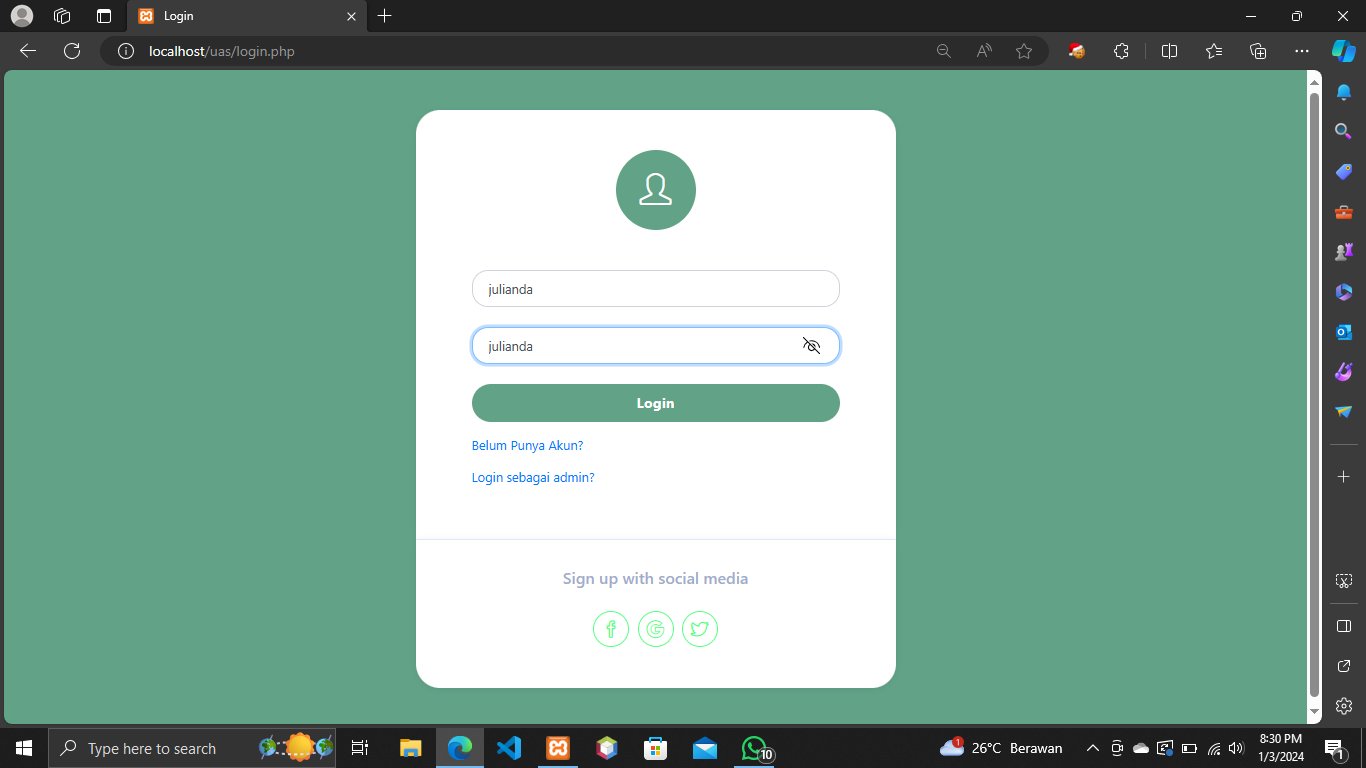 Login
localhost/uas/login.php
julianda
julianda
Login
Belum Punya Akun?
Login sebagai admin?
Sign up with social media
Type here to search
10
1
26°C Berawan
8:30 PM
1/3/2024
1